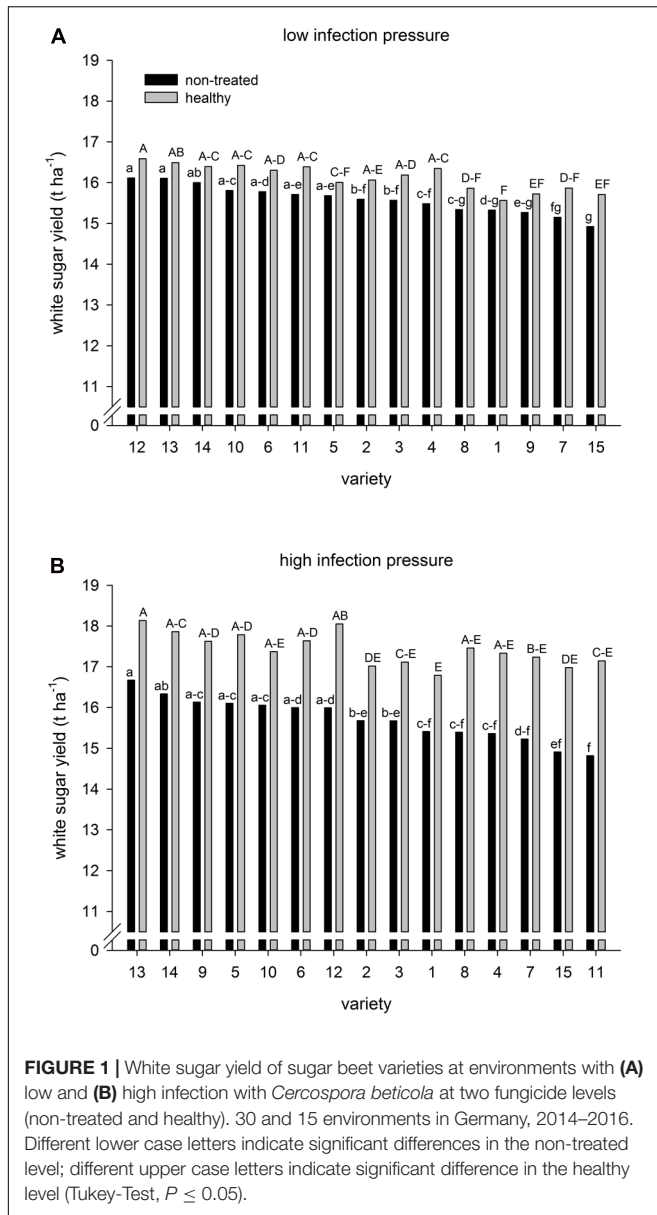 A
low infection pressure
non-treated
healthy
white sugar yield (t ha-1)
19
18
17
16
15
14
13
12
11
0
a A a AB ab A-C a-c A-C a-d A-D a-e A-C a-e C-F b-f A-E b-f A-D c-f A-C c-g D-F d-g F e-g EF fg D-F g EF
12 13 14 10 6 11 5 2 3 4 8 1 9 7 15
variety
B
high infection pressure
white sugar yield (t ha-1)
19
18
17
16
15
14
13
12
11
0
a A ab A-C a-c A-D a-c A-D a-c A-E a-d A-D a-d AB b-e DE b-e C-E c-f E c-f A-E c-f A-E d-f B-E ef DE f C-E
13 14 9 5 10 6 12 2 3 1 8 4 7 15 11
variety
FIGURE 1 | White sugar yield of sugar beet varieties at environments with (A)
low and (B) high infection with Cercospora beticola at two fungicide levels
(non-treated and healthy). 30 and 15 environments in Germany, 2014–2016.
Different lower case letters indicate significant differences in the non-treated
level; different upper case letters indicate significant difference in the healthy
level (Tukey-Test, P ≤ 0.05).